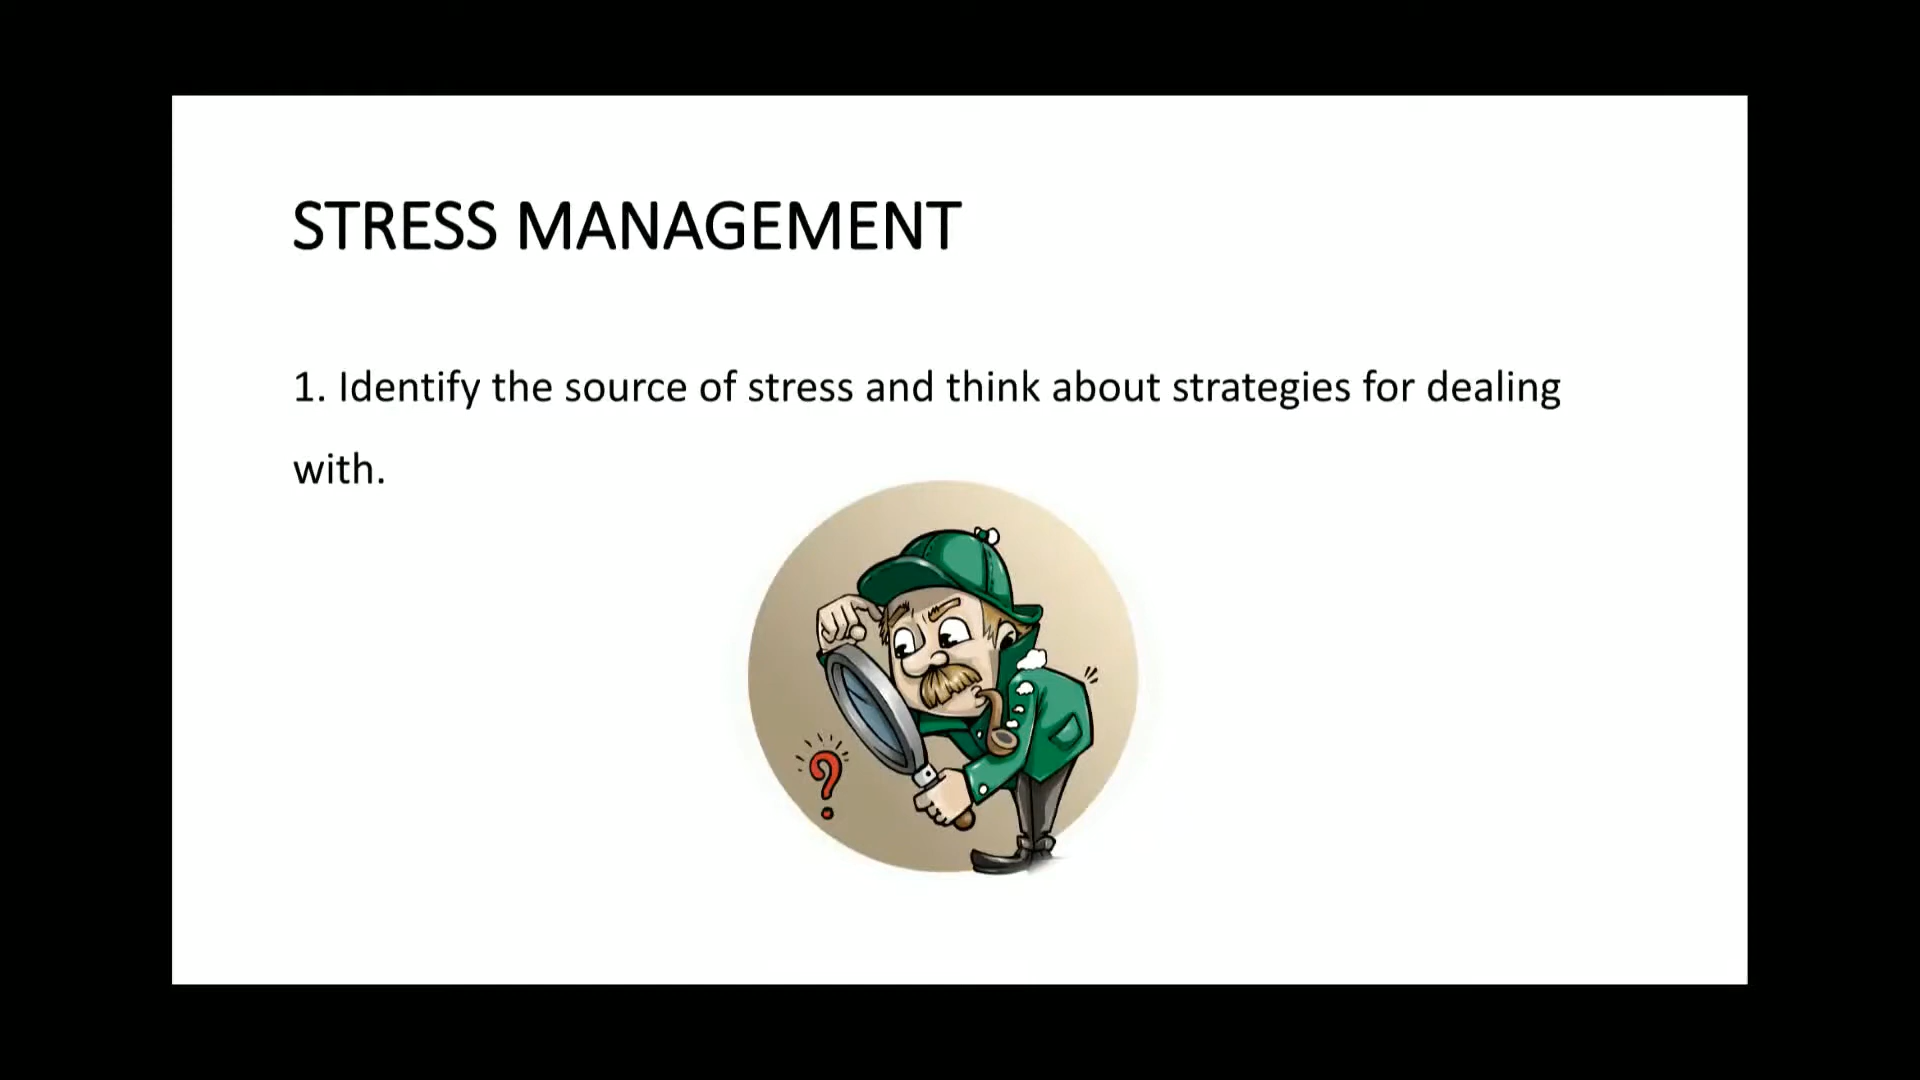 STRESS MANAGEMENT
1. Identify the source of stress and think about strategies for dealing
with.
?